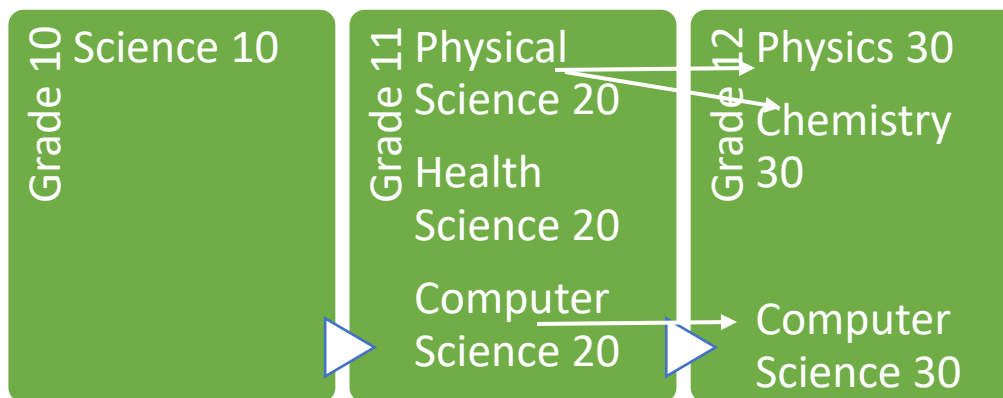 Grade 10
Science 10
Grade 11
Physical
Science 20
Health
Science 20
Computer
Science 20
Grade 12
Physics 30
Chemistry
30
Computer
Science 30